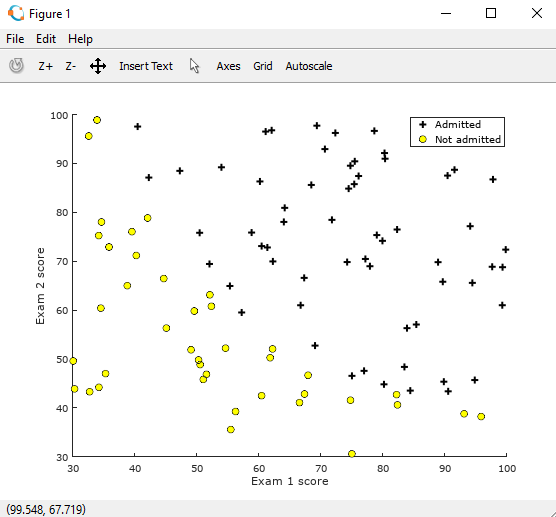 Figure 1
File Edit Help
Z+ Z- Insert Text Axes Grid Autoscale
100
90
80
70
60
50
40
30
Exam 2 score
Admitted
Not admitted
30 40 50 60 70 80 90 100
Exam 1 score
(99.548, 67.719)